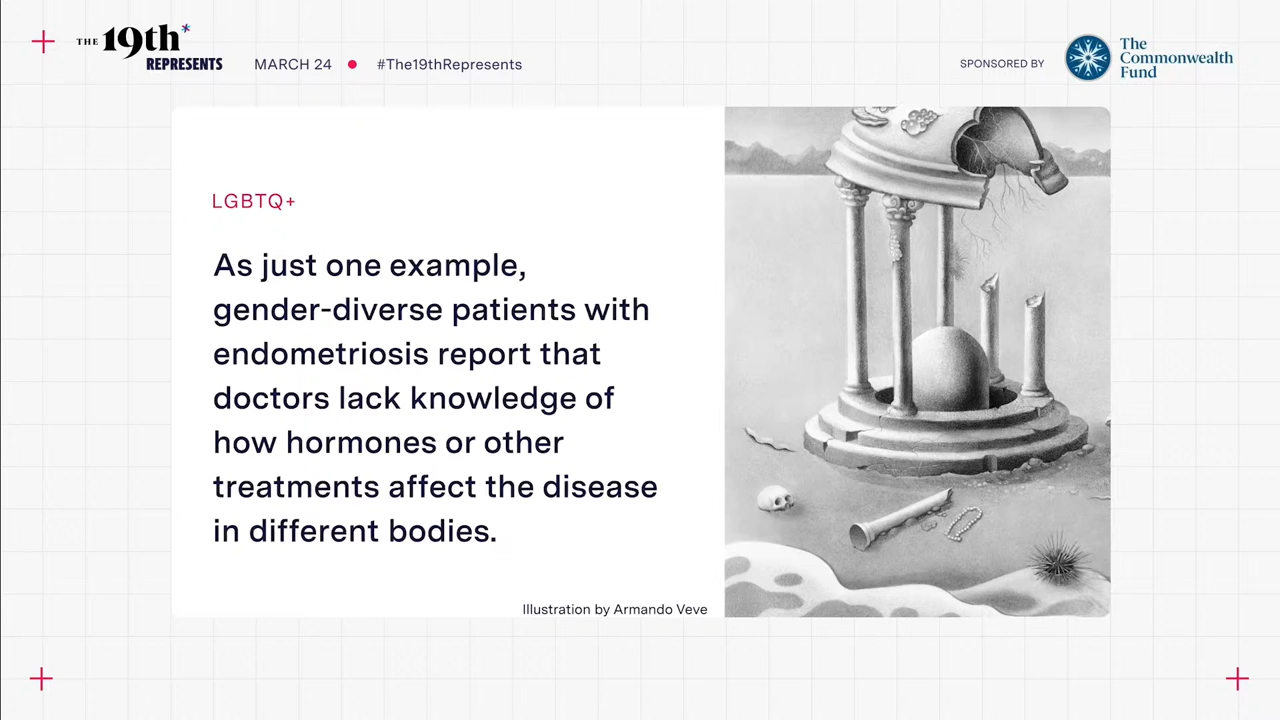 THE 19th*
REPRESENTS
MARCH 24 ● #The19thRepresents
SPONSORED BY
The
Commonwealth
Fund
LGBTQ+
As just one example,
gender-diverse patients with
endometriosis report that
doctors lack knowledge of
how hormones or other
treatments affect the disease
in different bodies.
Illustration by Armando Veve